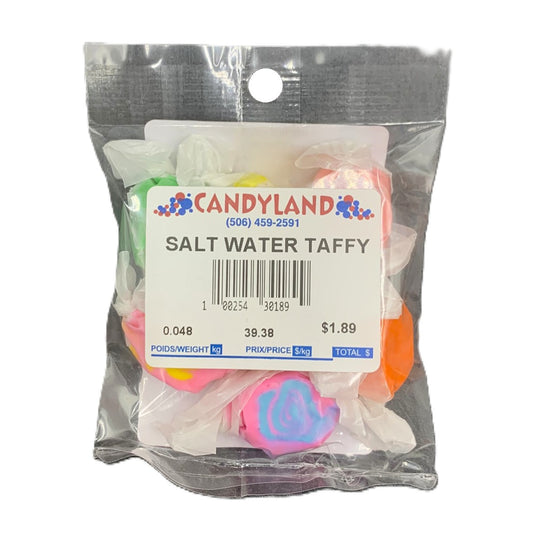 CANDYLAND
(506) 459-2591
SALT WATER TAFFY
1 00254 30189
0.048 39.38 $1.89
POIDS/WEIGHT kg PRIX/PRICE $/kg TOTAL $